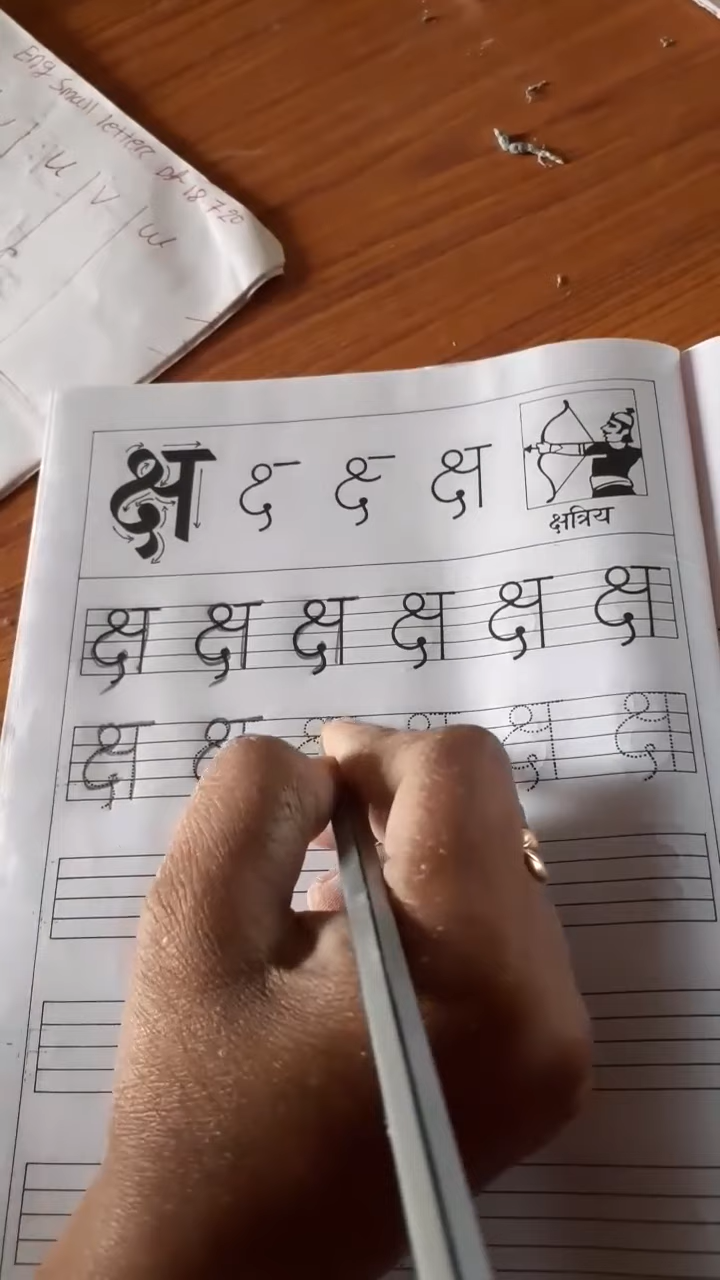 Eng Small letter dt 18.7.20
u v w
क्ष क्ष
क्षत्रिय
क्ष क्ष क्ष क्ष क्ष क्ष
क्ष क्ष क्ष क्ष क्ष क्ष